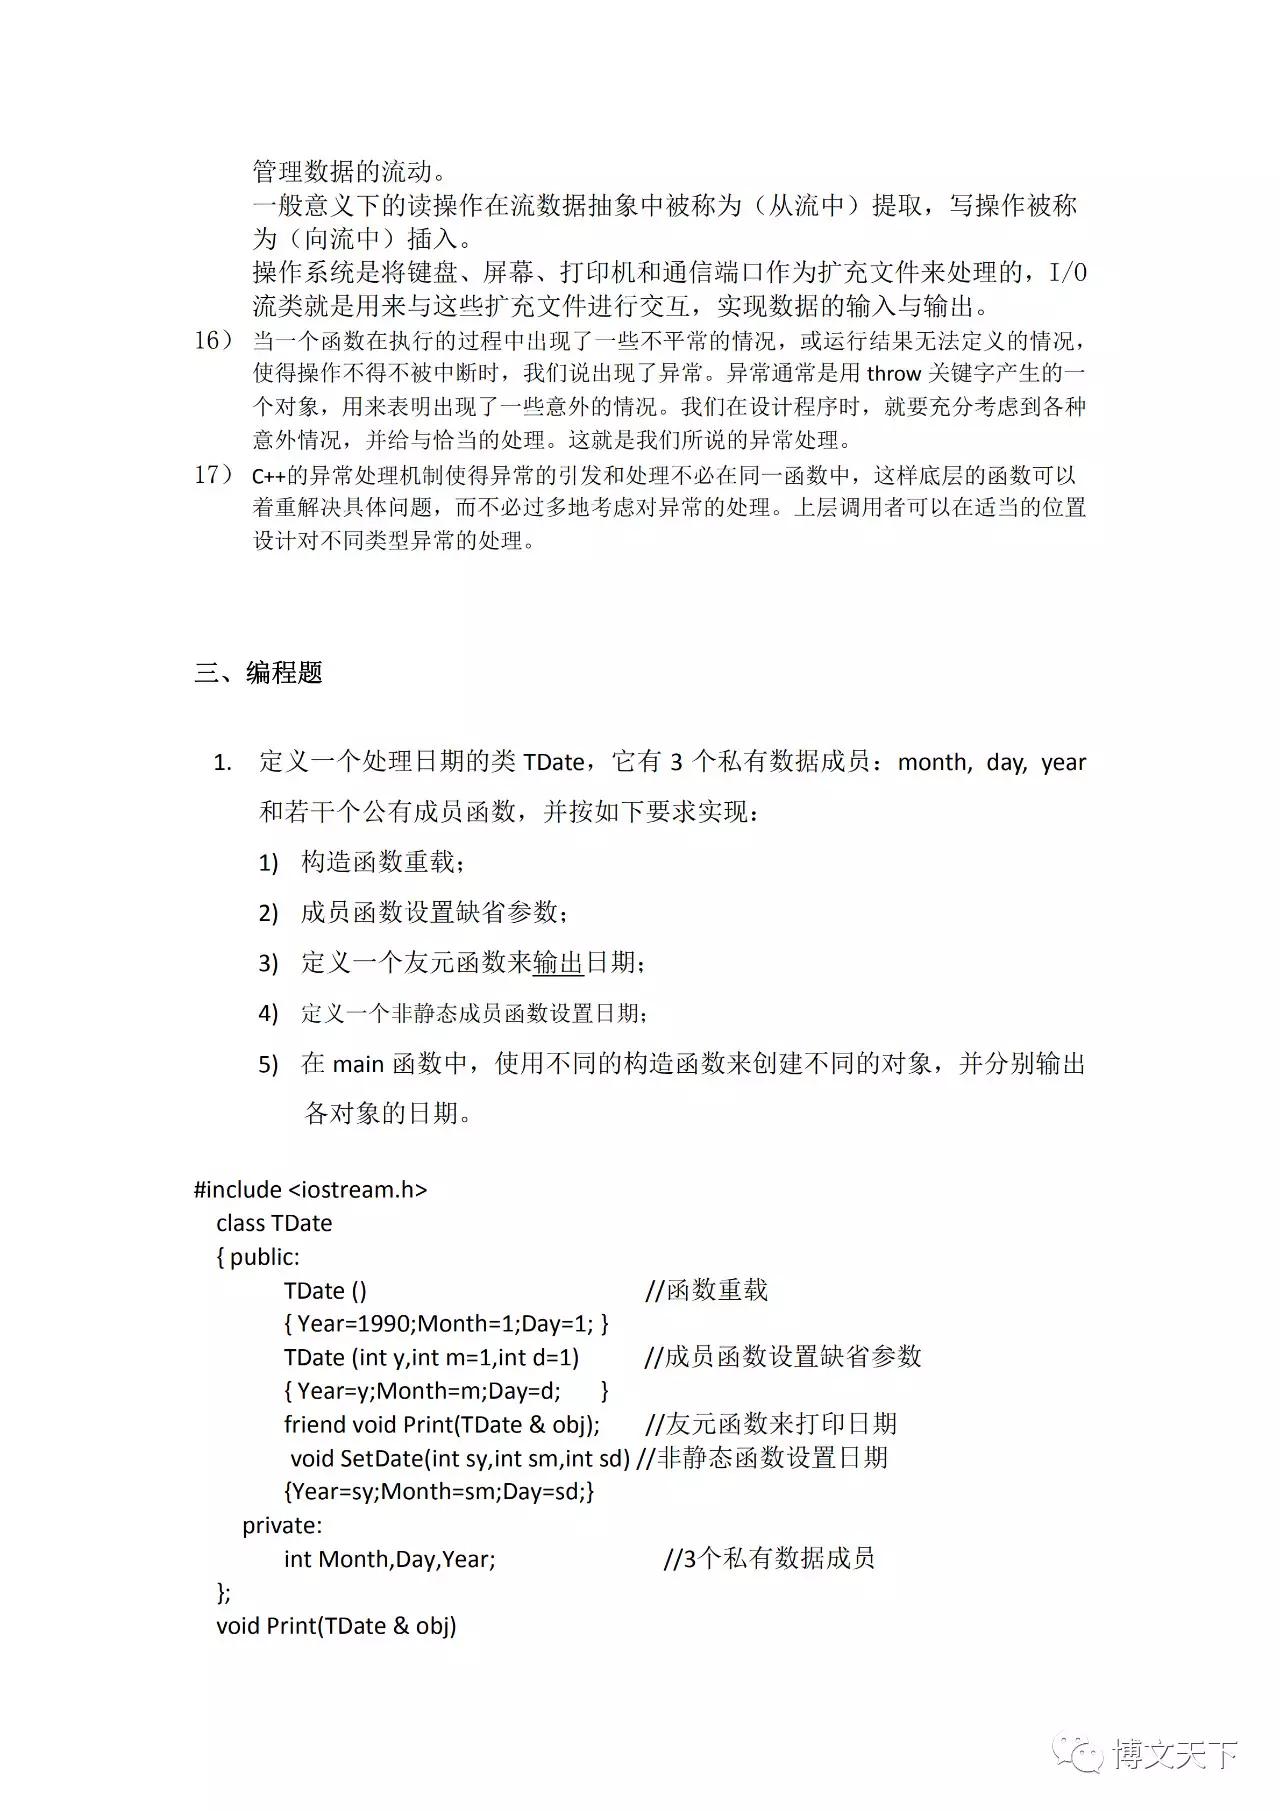 管理数据的流动。
一般意义下的读操作在流数据抽象中被称为（从流中）提取，写操作被称
为（向流中）插入。
操作系统是将键盘、屏幕、打印机和通信端口作为扩充文件来处理的，I/O
流类就是用来与这些扩充文件进行交互，实现数据的输入与输出。
16） 当一个函数在执行的过程中出现了一些不平常的情况，或运行结果无法定义的情况，
使得操作不得不被中断时，我们说出现了异常。异常通常是用 throw 关键字产生的一
个对象，用来表明出现了一些意外的情况。我们在设计程序时，就要充分考虑到各种
意外情况，并给与恰当的处理。这就是我们所说的异常处理。
17） C++的异常处理机制使得异常的引发和处理不必在同一函数中，这样底层的函数可以
着重解决具体问题，而不必过多地考虑对异常的处理。上层调用者可以在适当的位置
设计对不同类型异常的处理。
三、编程题
1. 定义一个处理日期的类 TDate，它有 3 个私有数据成员：month, day, year
和若干个公有成员函数，并按如下要求实现：
1) 构造函数重载；
2) 成员函数设置缺省参数；
3) 定义一个友元函数来输出日期；
4) 定义一个非静态成员函数设置日期；
5) 在 main 函数中，使用不同的构造函数来创建不同的对象，并分别输出
各对象的日期。
#include <iostream.h>
class TDate
{ public:
TDate () //函数重载
{ Year=1990;Month=1;Day=1; }
TDate (int y,int m=1,int d=1) //成员函数设置缺省参数
{ Year=y;Month=m;Day=d; }
friend void Print(TDate & obj); //友元函数来打印日期
void SetDate(int sy,int sm,int sd) //非静态函数设置日期
{Year=sy;Month=sm;Day=sd;}
private:
int Month,Day,Year; //3个私有数据成员
};
void Print(TDate & obj)
博文天下